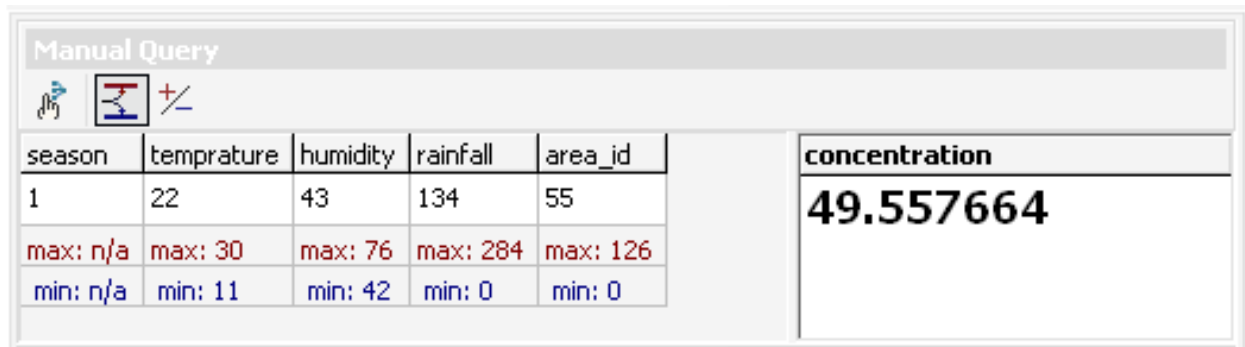 Manual Query
season temprature humidity rainfall area_id concentration
1 22 43 134 55 49.557664
max: n/a max: 30 max: 76 max: 284 max: 126
min: n/a min: 11 min: 42 min: 0 min: 0